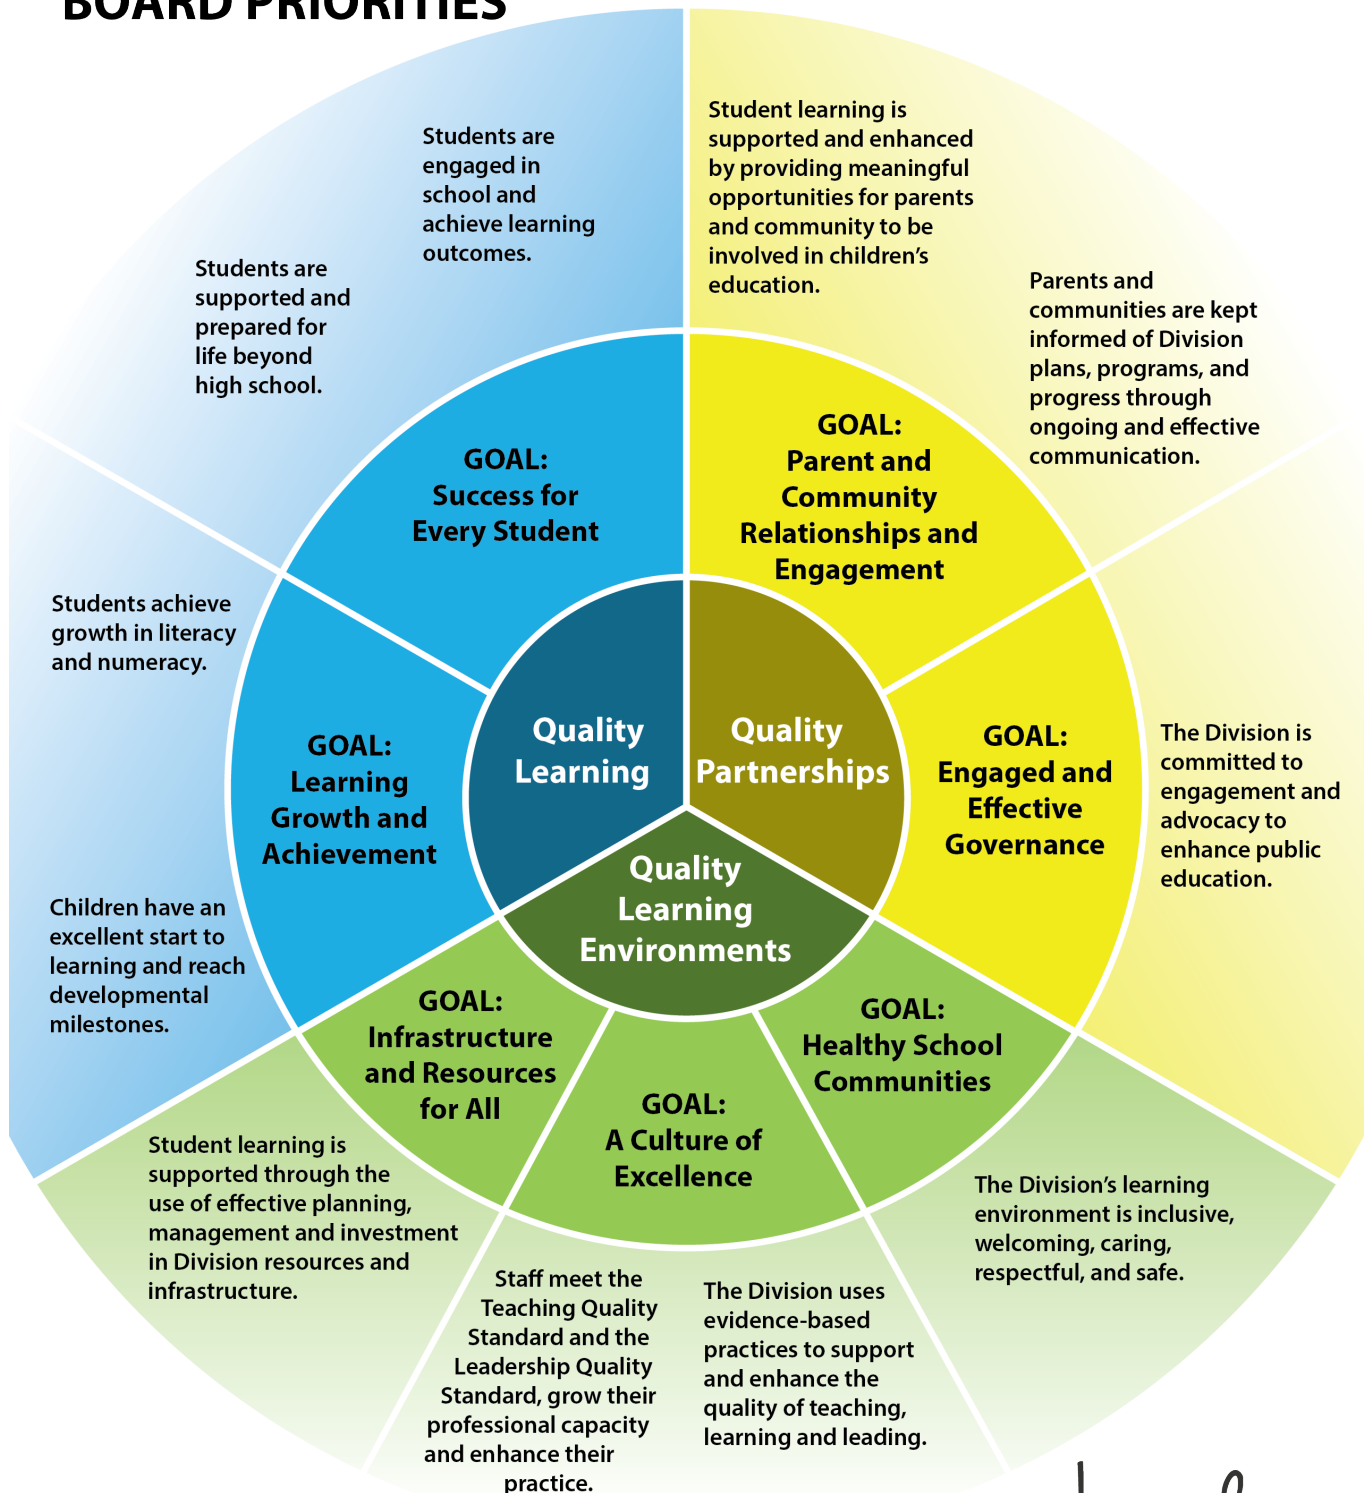 BOARD PRIORITIES
Students are
engaged in
school and
achieve learning
outcomes.
Students are
supported and
prepared for
life beyond
high school.
Student learning is
supported and enhanced
by providing meaningful
opportunities for parents
and community to be
involved in children’s
education.
Parents and
communities are kept
informed of Division
plans, programs, and
progress through
ongoing and effective
communication.
GOAL:
Success for
Every Student
GOAL:
Parent and
Community
Relationships and
Engagement
Students achieve
growth in literacy
and numeracy.
Children have an
excellent start to
learning and reach
developmental
milestones.
GOAL:
Learning
Growth and
Achievement
Quality
Learning
Quality
Partnerships
Quality
Learning
Environments
GOAL:
Engaged and
Effective
Governance
The Division is
committed to
engagement and
advocacy to
enhance public
education.
GOAL:
Infrastructure
and Resources
for All
GOAL:
A Culture of
Excellence
GOAL:
Healthy School
Communities
Student learning is
supported through the
use of effective planning,
management and investment
in Division resources and
infrastructure.
Staff meet the
Teaching Quality
Standard and the
Leadership Quality
Standard, grow their
professional capacity
and enhance their
practice.
The Division uses
evidence-based
practices to support
and enhance the
quality of teaching,
learning and leading.
The Division’s learning
environment is inclusive,
welcoming, caring,
respectful, and safe.